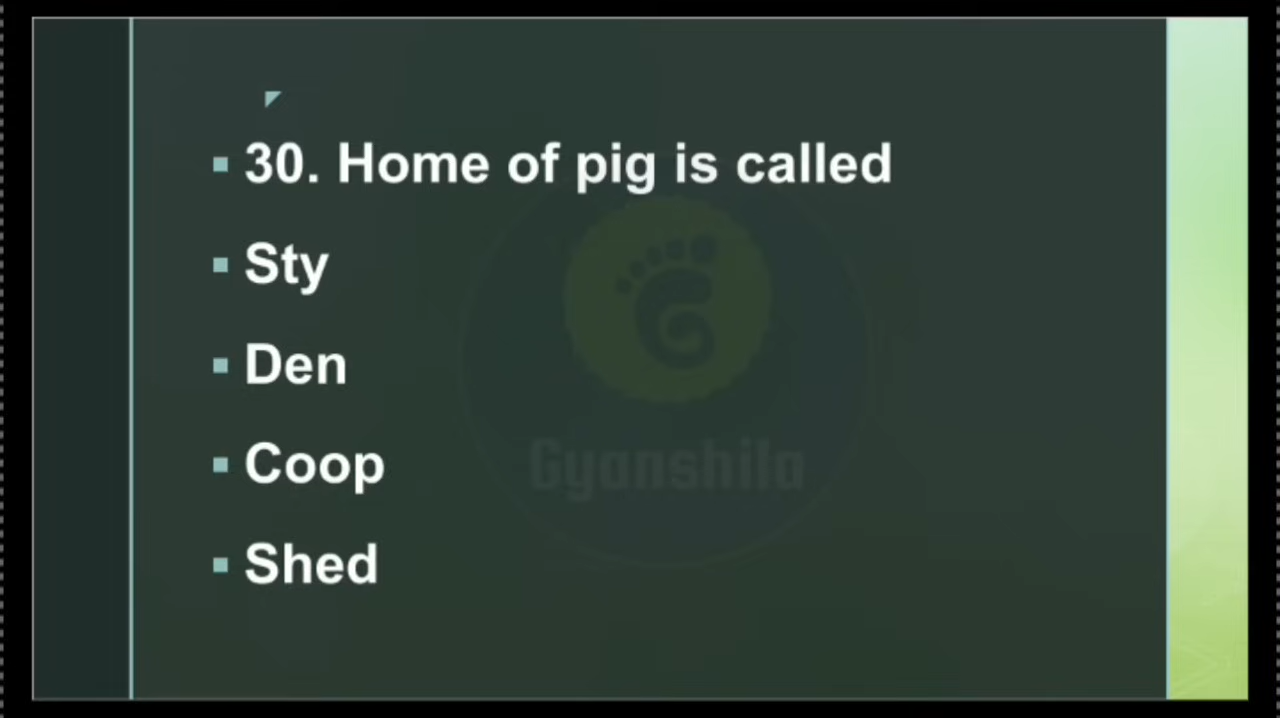 30. Home of pig is called
Sty
Den
Coop
Gyanshila
Shed